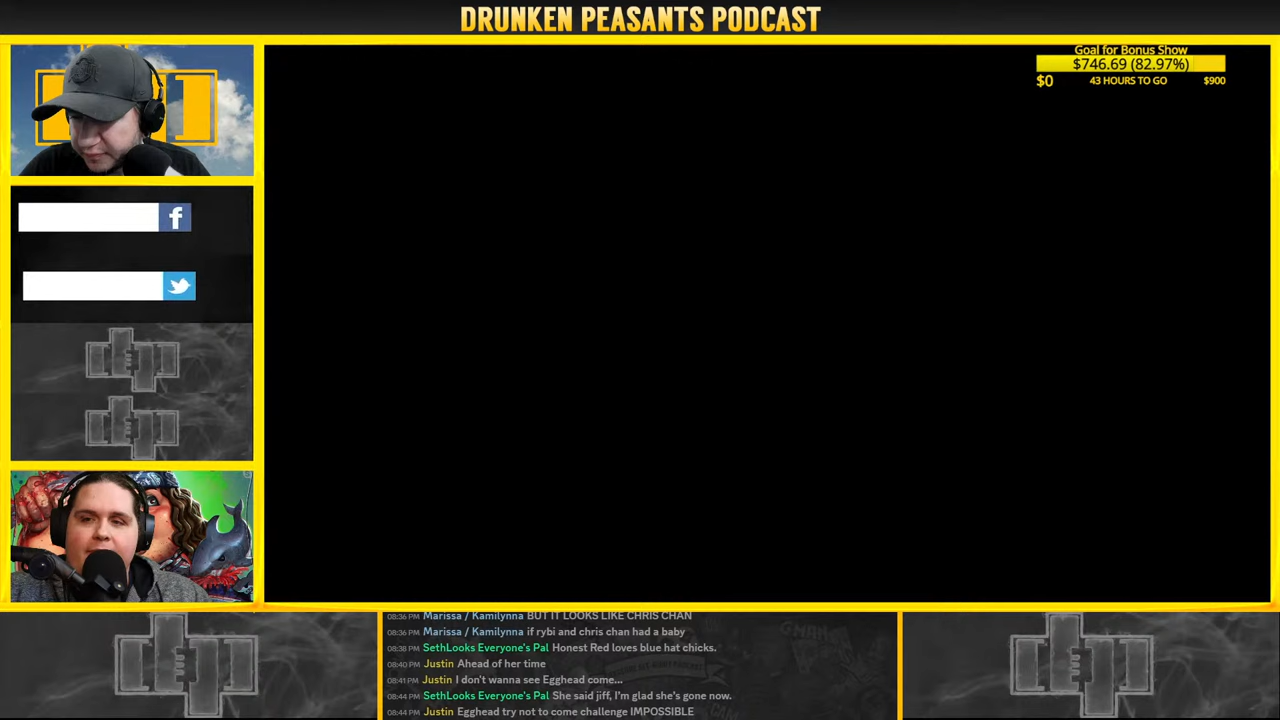 DRUNKEN PEASANTS PODCAST
Goal for Bonus Show
$746.69 (82.97%)
$0 43 HOURS TO GO $900
f
08:36 PM Marissa / Kamilynna BUT IT LOOKS LIKE CHRIS CHAN
08:36 PM Marissa / Kamilynna if rybi and chris chan had a baby
08:38 PM SethLooks Everyone's Pal Honest Red loves blue hat chicks.
08:40 PM Justin Ahead of her time
08:41 PM Justin I don't wanna see Egghead come...
08:44 PM SethLooks Everyone's Pal She said jiff, I'm glad she's gone now.
08:44 PM Justin Egghead try not to come challenge IMPOSSIBLE